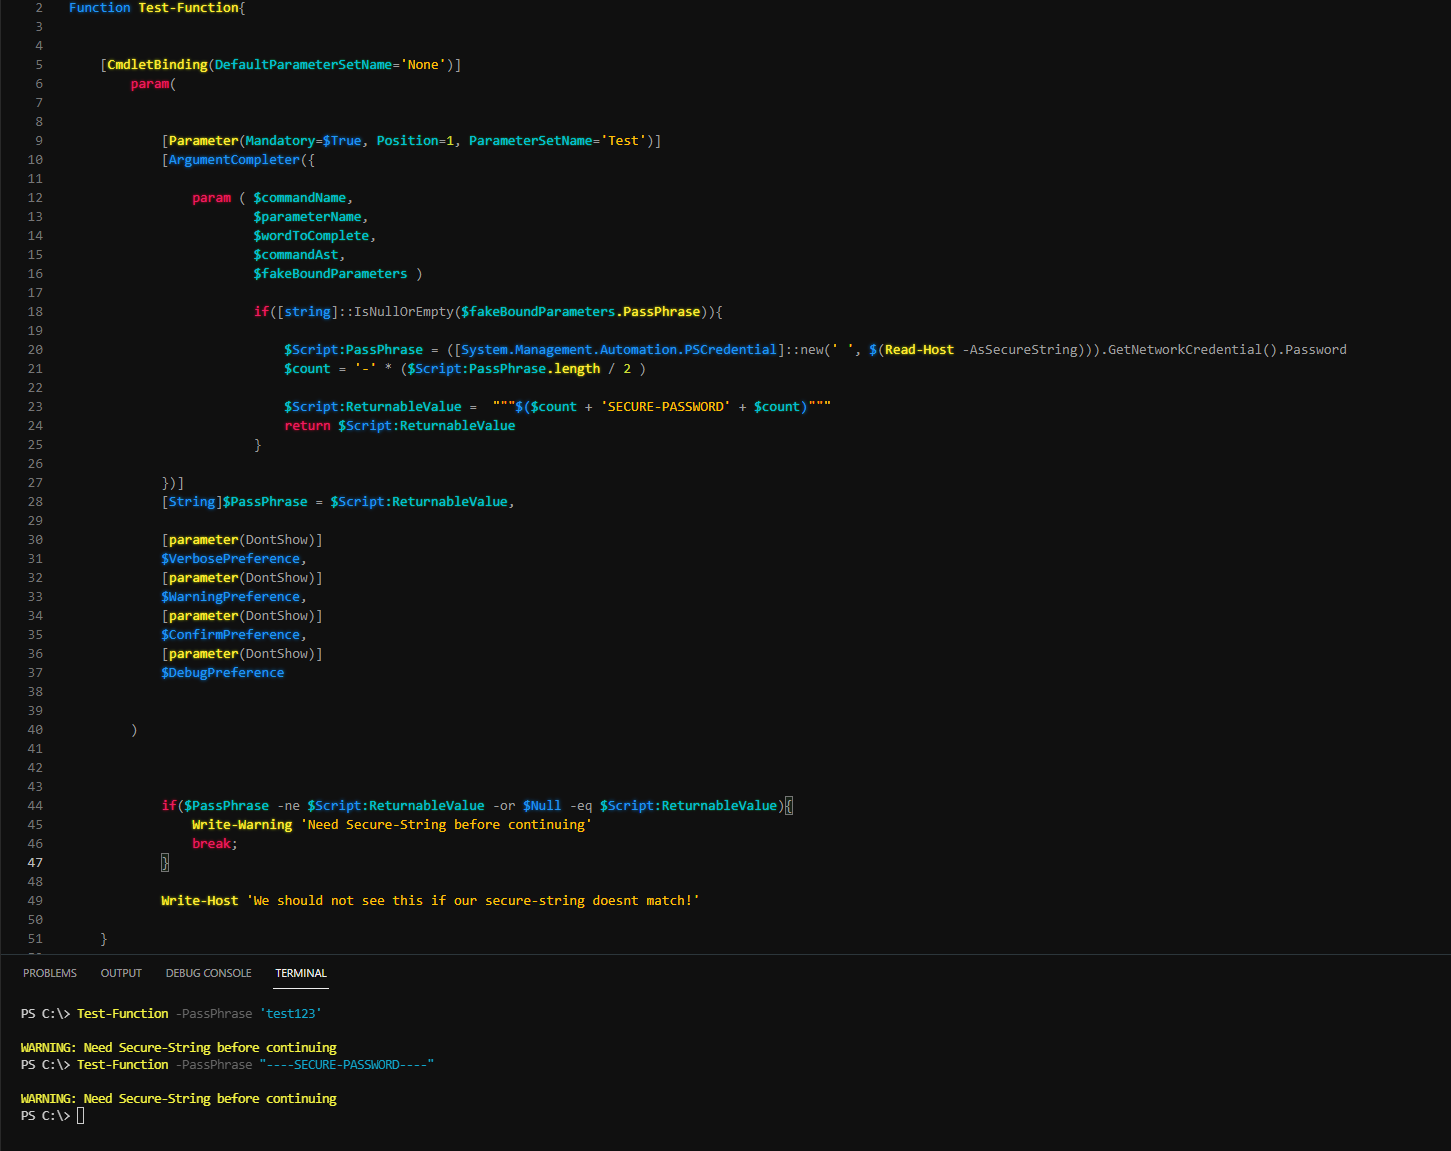 2 Function Test-Function{
3
4
5 [CmdletBinding(DefaultParameterSetName='None')]
6 param(
7
8
9 [Parameter(Mandatory=$True, Position=1, ParameterSetName='Test')]
10 [ArgumentCompleter({
11
12 param ( $commandName,
13 $parameterName,
14 $wordToComplete,
15 $commandAst,
16 $fakeBoundParameters )
17
18 if([string]::IsNullOrEmpty($fakeBoundParameters.PassPhrase)){
19
20 $Script:PassPhrase = ([System.Management.Automation.PSCredential]::new(' ', $(Read-Host -AsSecureString))).GetNetworkCredential().Password
21 $count = '-' * ($Script:PassPhrase.length / 2 )
22
23 $Script:ReturnableValue = """$($count + 'SECURE-PASSWORD' + $count)"""
24 return $Script:ReturnableValue
25 }
26
27 })]
28 [String]$PassPhrase = $Script:ReturnableValue,
29
30 [parameter(DontShow)]
31 $VerbosePreference,
32 [parameter(DontShow)]
33 $WarningPreference,
34 [parameter(DontShow)]
35 $ConfirmPreference,
36 [parameter(DontShow)]
37 $DebugPreference
38
39
40 )
41
42
43
44 if($PassPhrase -ne $Script:ReturnableValue -or $Null -eq $Script:ReturnableValue){
45 Write-Warning 'Need Secure-String before continuing'
46 break;
47 }
48
49 Write-Host 'We should not see this if our secure-string doesnt match!'
50
51 }
PROBLEMS OUTPUT DEBUG CONSOLE TERMINAL
PS C:\> Test-Function -PassPhrase 'test123'
WARNING: Need Secure-String before continuing
PS C:\> Test-Function -PassPhrase "----SECURE-PASSWORD----"
WARNING: Need Secure-String before continuing
PS C:\>